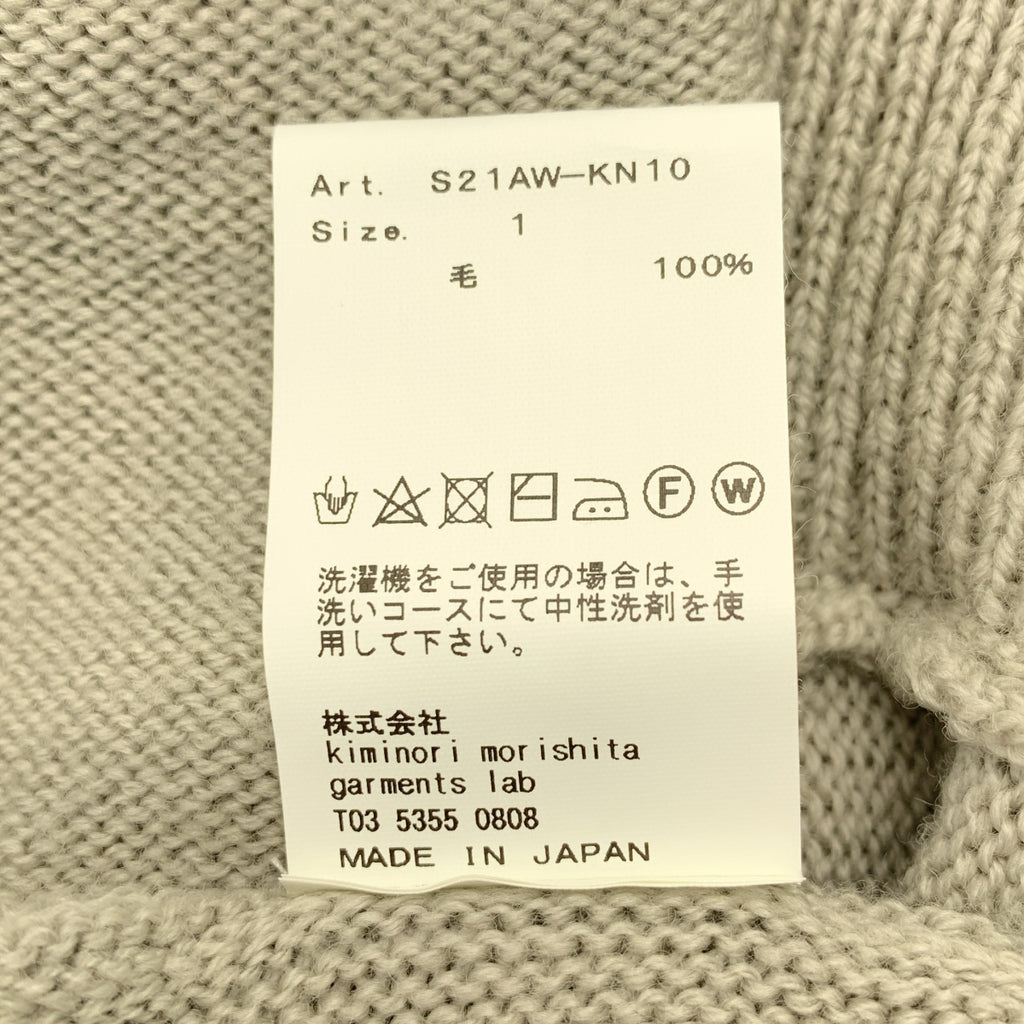 Art. S21AW-KN10
Size. 1
毛 100%
F W
洗濯機をご使用の場合は、手
洗いコースにて中性洗剤を使
用して下さい。
株式会社
kiminori morishita
garments lab
T03 5355 0808
MADE IN JAPAN